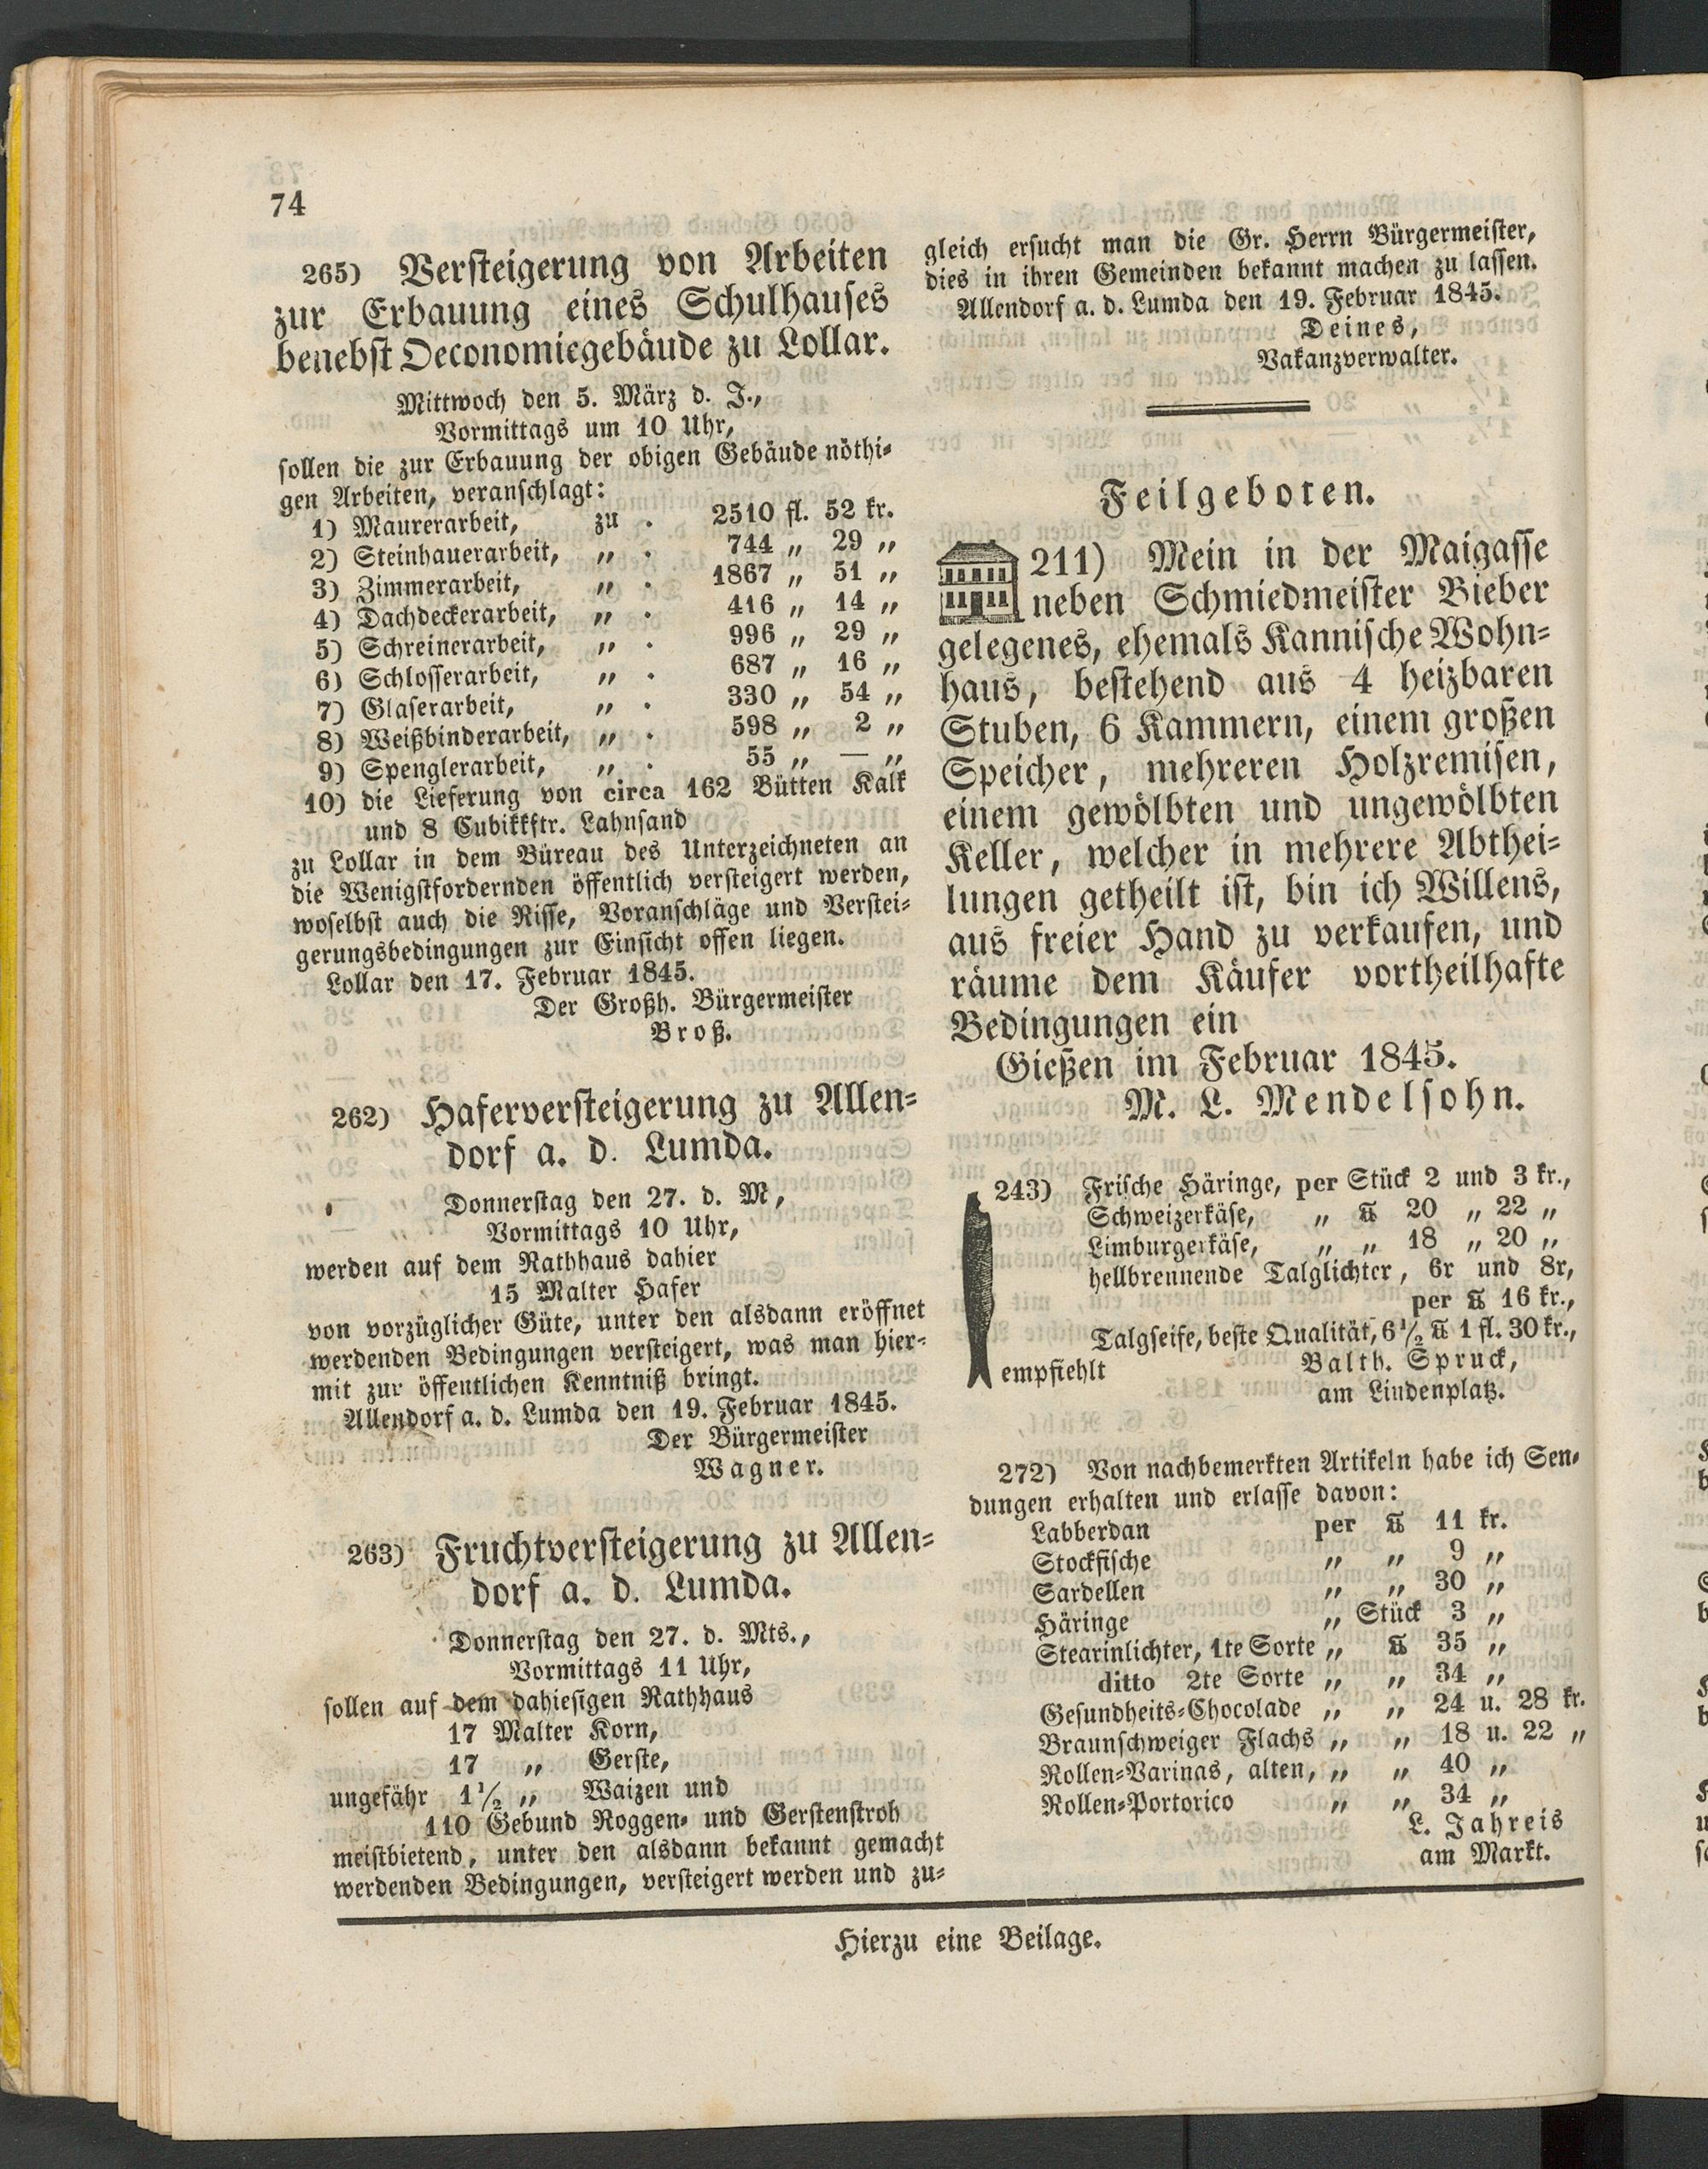 74
265) Versteigerung von Arbeiten
zur Erbauung eines Schulhauses
benebst Oeconomiegebäude zu Lollar.
Mittwoch den 5. März d. J.,
Vormittags um 10 Uhr,
sollen die zur Erbauung der obigen Gebäude nöthi-
gen Arbeiten, veranschlagt:
1) Maurerarbeit, zu . 2510 fl. 52 kr.
2) Steinhauerarbeit, „ . 744 „ 29 „
3) Zimmerarbeit, „ . 1867 „ 51 „
4) Dachdeckerarbeit, „ . 416 „ 14 „
5) Schreinerarbeit, „ . 996 „ 29 „
6) Schlosserarbeit, „ . 687 „ 16 „
7) Glaserarbeit, „ . 330 „ 54 „
8) Weißbinderarbeit, „ . 598 „ 2 „
9) Spenglerarbeit, „ . 55 „ — „
10) die Lieferung von circa 162 Bütten Kalk
und 8 Cubikkftr. Lahnsand
zu Lollar in dem Büreau des Unterzeichneten an
die Wenigstfordernden öffentlich versteigert werden,
woselbst auch die Risse, Voranschläge und Verstei-
gerungsbedingungen zur Einsicht offen liegen.
Lollar den 17. Februar 1845.
Der Großh. Bürgermeister
Broß.
262) Haferversteigerung zu Allen-
dorf a. d. Lumda.
Donnerstag den 27. d. M,
Vormittags 10 Uhr,
werden auf dem Rathhaus dahier
15 Malter Hafer
von vorzüglicher Güte, unter den alsdann eröffnet
werdenden Bedingungen versteigert, was man hier-
mit zur öffentlichen Kenntniß bringt.
Allendorf a. d. Lumda den 19. Februar 1845.
Der Bürgermeister
Wagner.
263) Fruchtversteigerung zu Allen-
dorf a. d. Lumda.
Donnerstag den 27. d. Mts.,
Vormittags 11 Uhr,
sollen auf dem dahiesigen Rathhaus
17 Malter Korn,
17 „ Gerste,
ungefähr 1½ „ Waizen und
110 Gebund Roggen- und Gerstenstroh
meistbietend, unter den alsdann bekannt gemacht
werdenden Bedingungen, versteigert werden und zu-
gleich ersucht man die Gr. Herrn Bürgermeister,
dies in ihren Gemeinden bekannt machen zu lassen.
Allendorf a. d. Lumda den 19. Februar 1845.
Deines,
Vakanzverwalter.
Feilgeboten.
211) Mein in der Maigasse
neben Schmiedmeister Bieber
gelegenes, ehemals Kannische Wohn-
haus, bestehend aus 4 heizbaren
Stuben, 6 Kammern, einem großen
Speicher, mehreren Holzremisen,
einem gewölbten und ungewölbten
Keller, welcher in mehrere Abthei-
lungen getheilt ist, bin ich Willens,
aus freier Hand zu verkaufen, und
räume dem Käufer vortheilhafte
Bedingungen ein
Gießen im Februar 1845.
M. L. Mendelsohn.
243) Frische Häringe, per Stück 2 und 3 kr.,
Schweizerkäse, „ ℔ 20 „ 22 „
Limburgerkäse, „ „ 18 „ 20 „
hellbrennende Talglichter, 6r und 8r,
per ℔ 16 kr.,
Talgseife, beste Qualität, 6½ ℔ 1 fl. 30 kr.,
empfiehlt Balth. Spruck,
am Lindenplatz.
272) Von nachbemerkten Artikeln habe ich Sen-
dungen erhalten und erlasse davon:
Labberdan per ℔ 11 kr.
Stockfische „ „ 9 „
Sardellen „ „ 30 „
Häringe „ Stück 3 „
Stearinlichter, 1te Sorte „ ℔ 35 „
ditto 2te Sorte „ „ 34 „
Gesundheits-Chocolade „ „ 24 u. 28 kr.
Braunschweiger Flachs „ „ 18 u. 22 „
Rollen-Varinas, alten, „ „ 40 „
Rollen-Portorico „ „ 34 „
L. Jahreis
am Markt.
Hierzu eine Beilage.